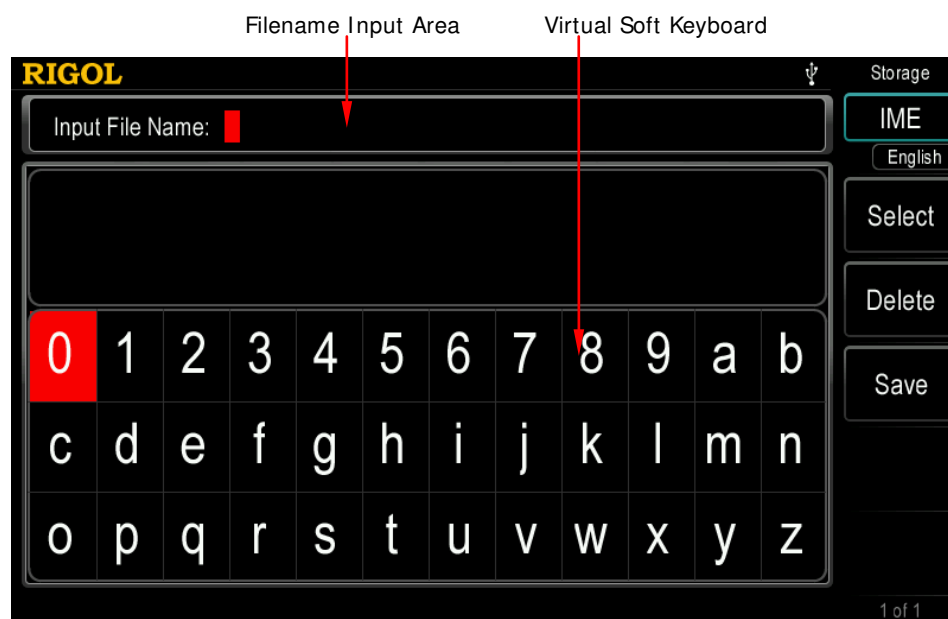 Filename Input Area Virtual Soft Keyboard
RIGOL Storage
Input File Name: IME
English
Select
Delete
0 1 2 3 4 5 6 7 8 9 a b
Save
c d e f g h i j k l m n
o p q r s t u v w x y z
1 of 1